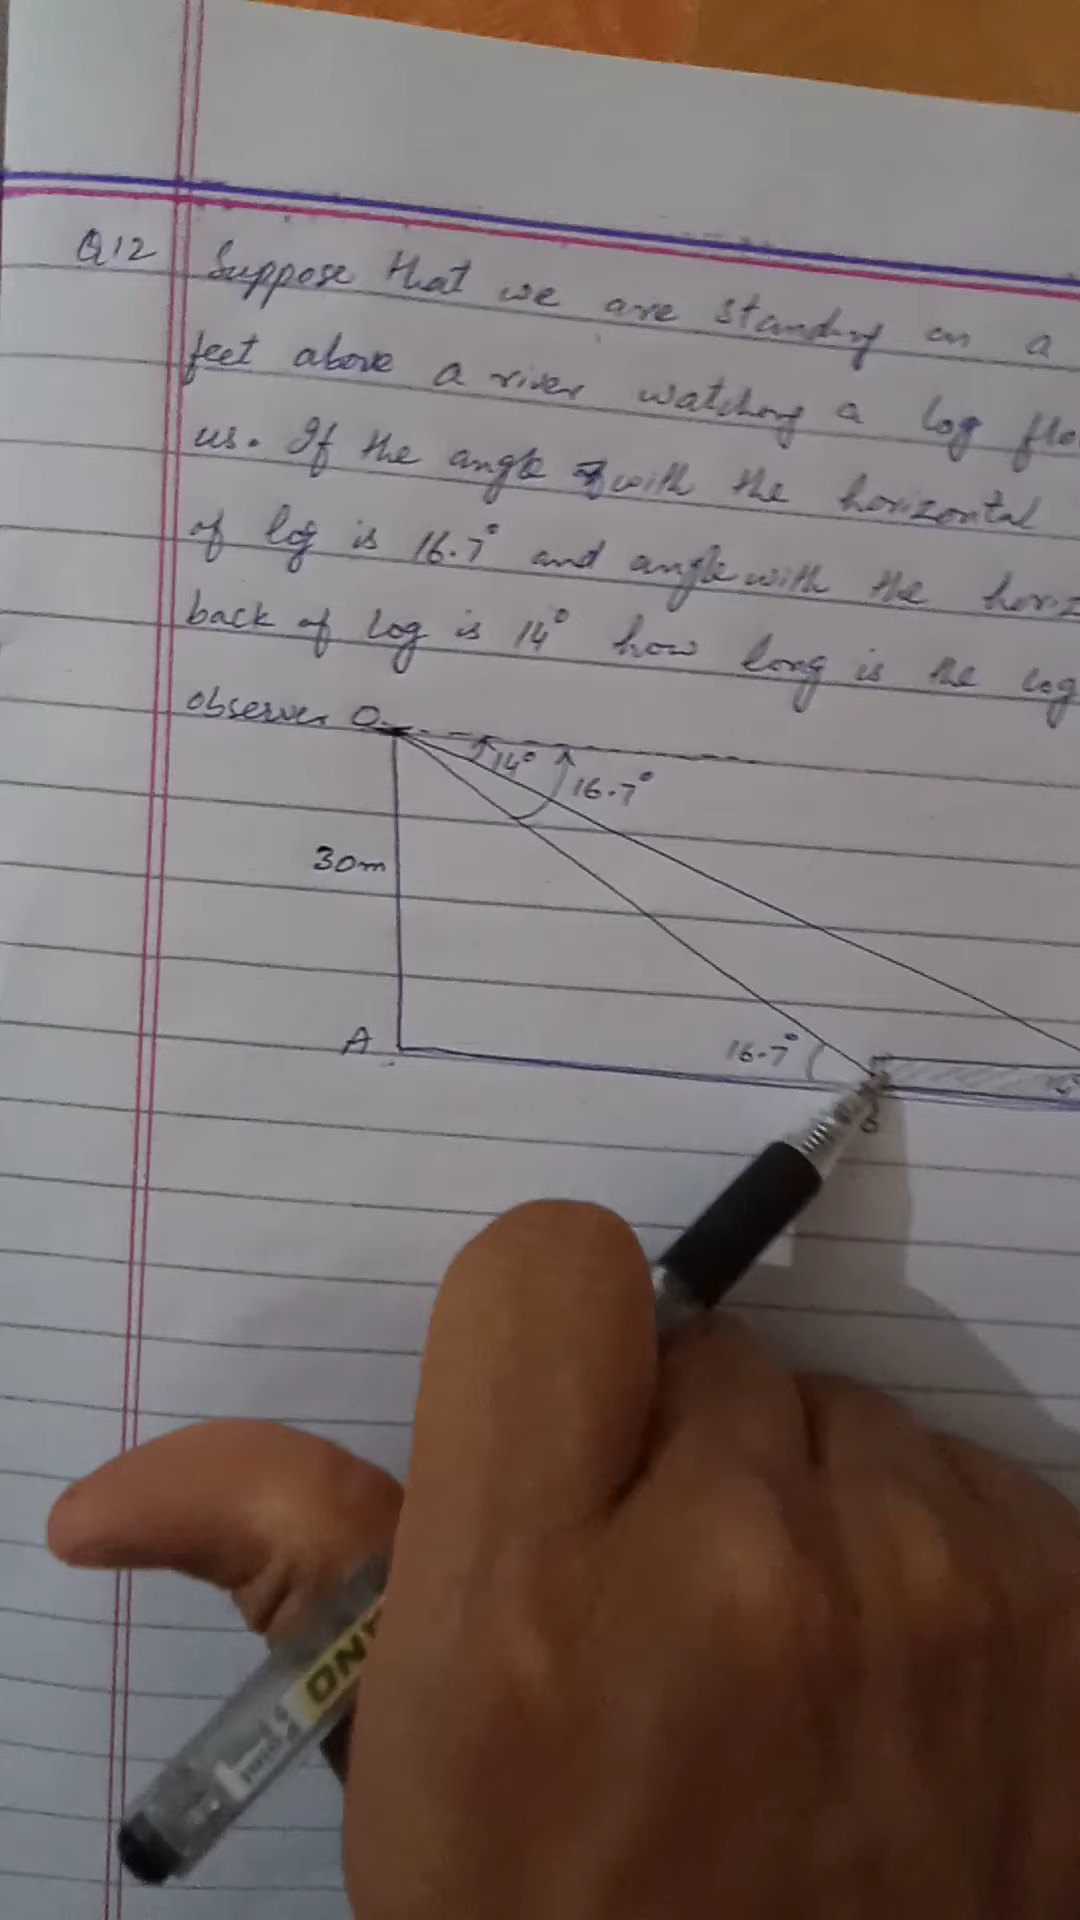 Q12 Suppose that we are standing on a
feet above a river watching a log flo
us. If the angle with the horizontal
of log is 16.7° and angle with the horiz
back of log is 14° how long is the log
observer O
14°
16.7°
30m
A
16.7°
B